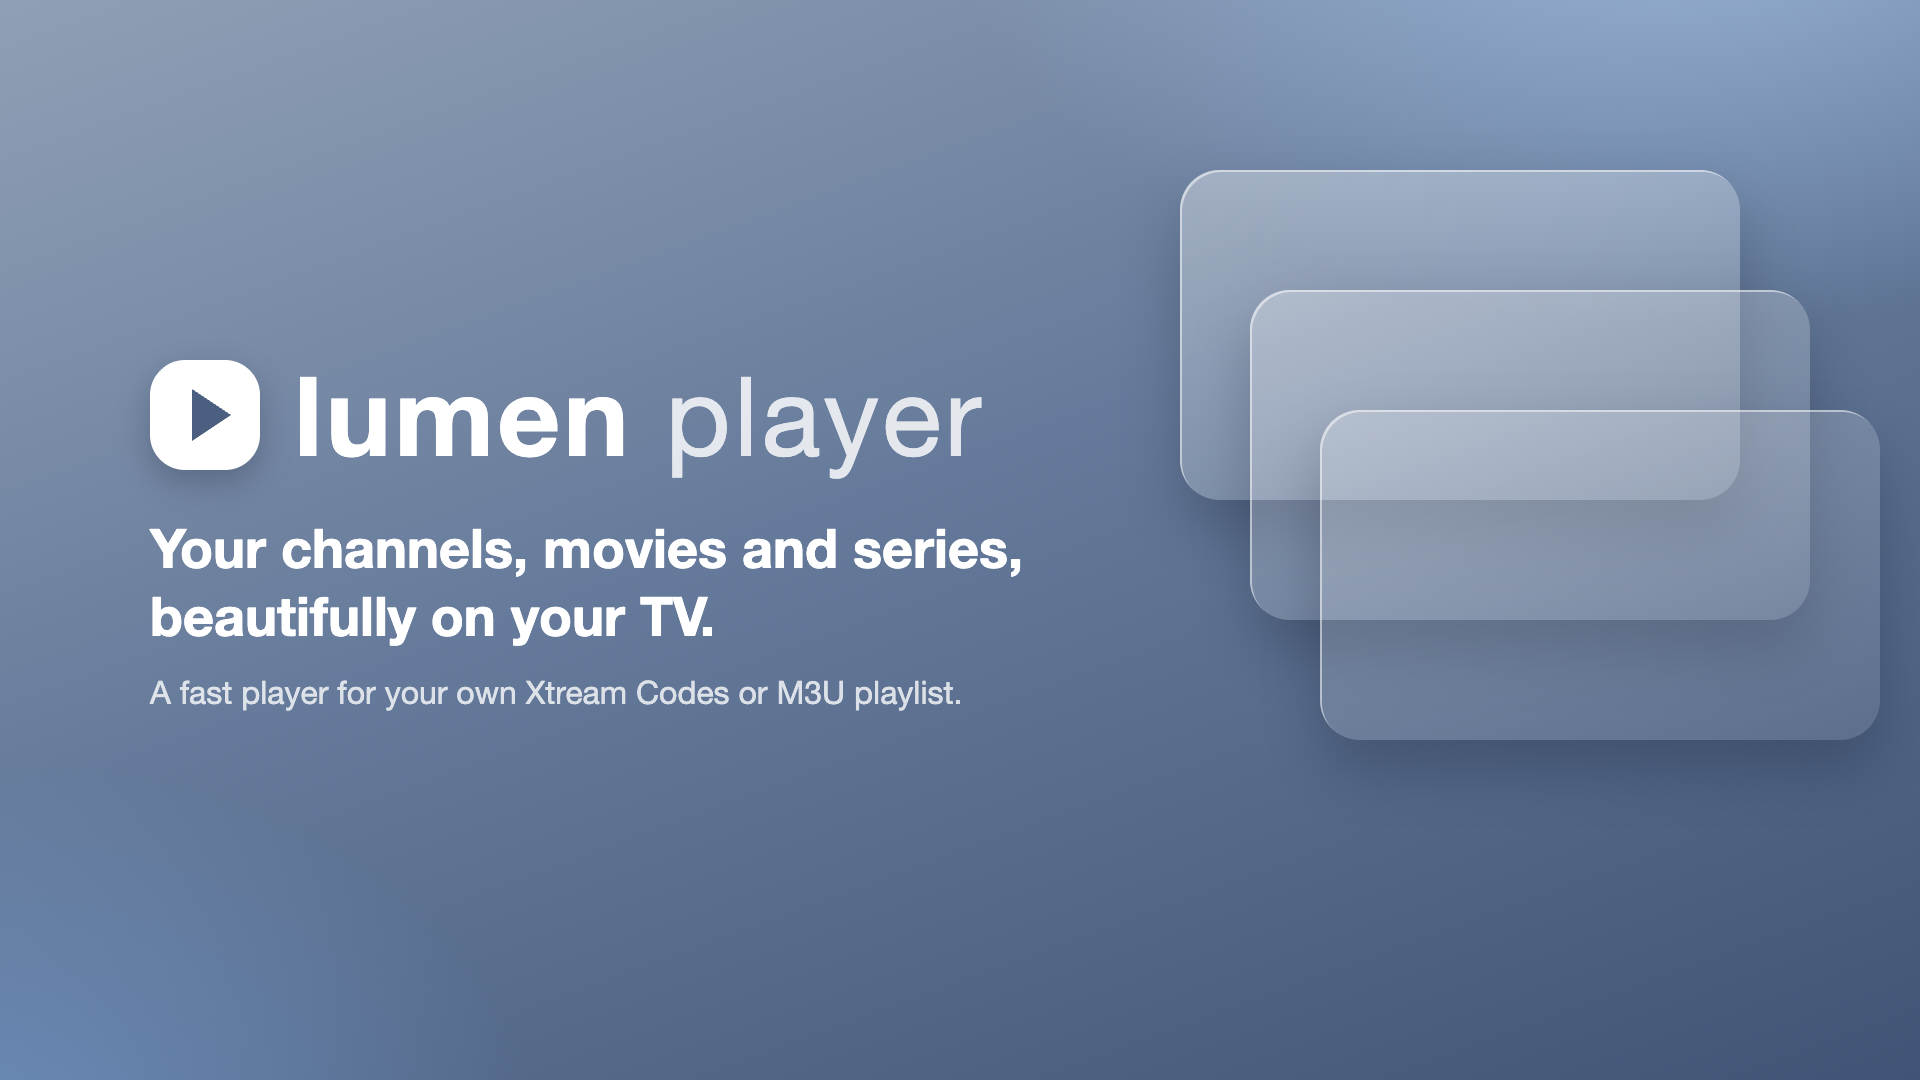 lumen player
Your channels, movies and series,
beautifully on your TV.
A fast player for your own Xtream Codes or M3U playlist.